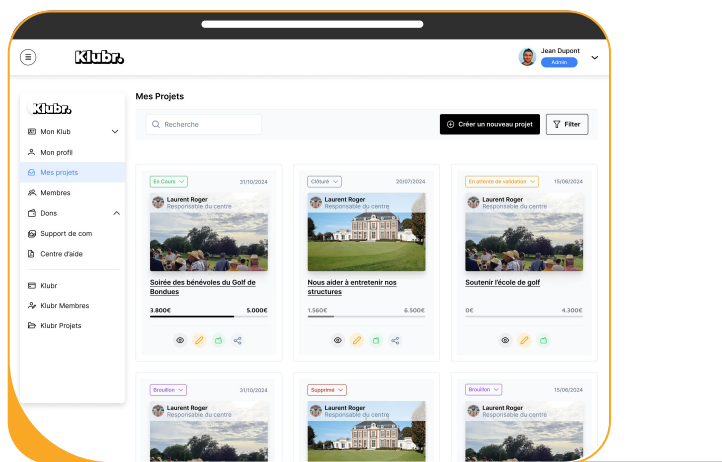 Klubr.
Jean Dupont
Admin
Klubr.
Mon Klub
Mon profil
Mes projets
Membres
Dons
Support de com
Centre d'aide
Klubr
Klubr Membres
Klubr Projets
Mes Projets
Recherche
Créer un nouveau projet
Filter
En Cours
31/10/2024
Laurent Roger
Responsable du centre
Soirée des bénévoles du Golf de
Bondues
3.800€
5.000€
Clôturé
20/07/2024
Laurent Roger
Responsable du centre
Nous aider à entretenir nos
structures
1.560€
6.500€
En attente de validation
15/06/2024
Laurent Roger
Responsable du centre
Soutenir l'école de golf
0€
4.300€
Brouillon
31/10/2024
Laurent Roger
Responsable du centre
Supprimé
20/07/2024
Laurent Roger
Responsable du centre
Brouillon
15/06/2024
Laurent Roger
Responsable du centre